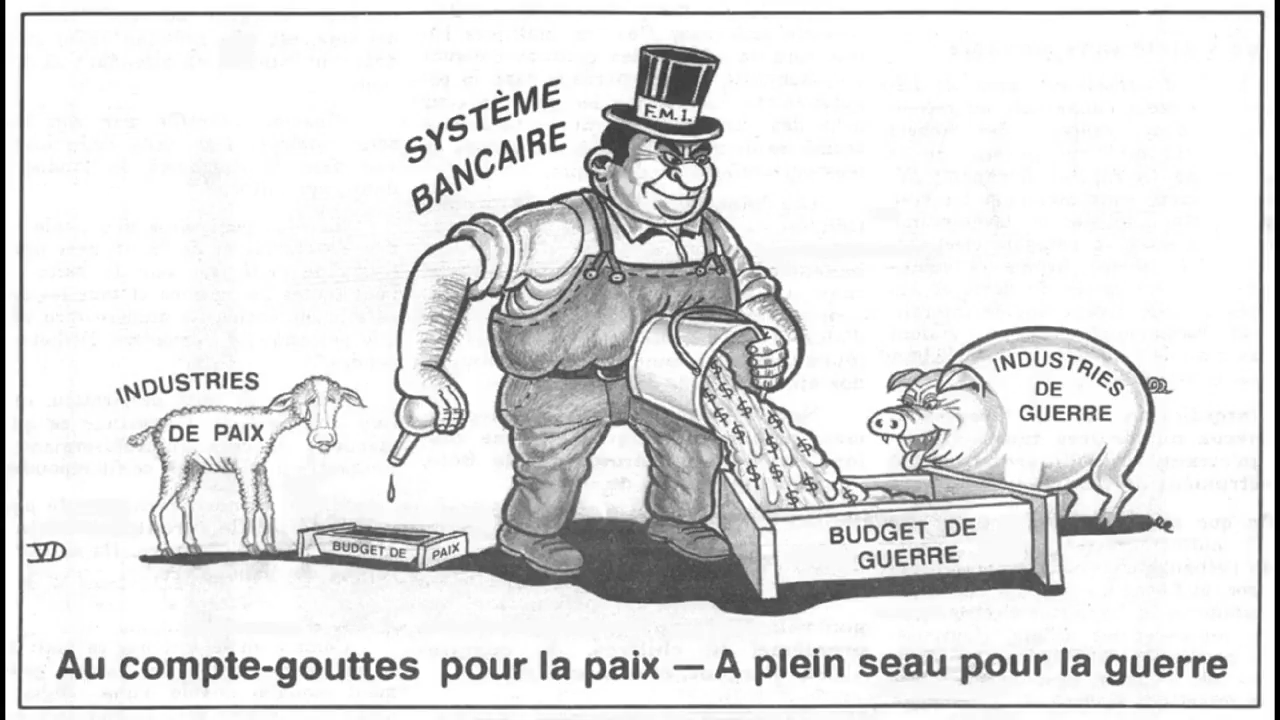 SYSTÈME
BANCAIRE
F.M.I.
INDUSTRIES
DE PAIX
BUDGET DE PAIX
INDUSTRIES
DE
GUERRE
BUDGET DE
GUERRE
$ $ $ $ $ $ $ $ $ $ $ $ $
VD
Au compte-gouttes pour la paix — A plein seau pour la guerre